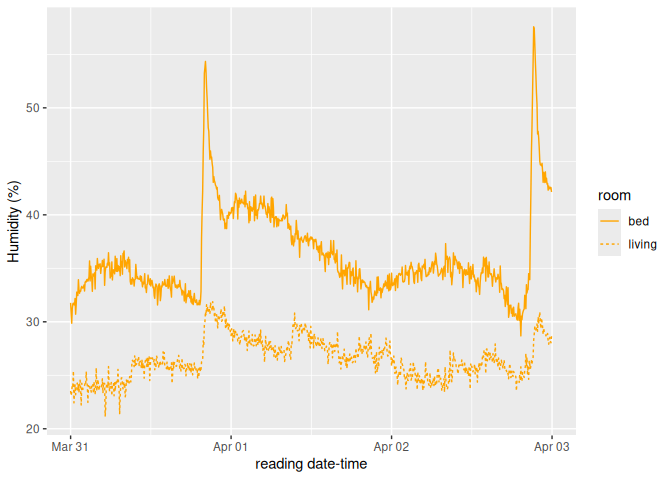 Humidity (%)
50
40
30
20
Mar 31
Apr 01
Apr 02
Apr 03
reading date-time
room
bed
living